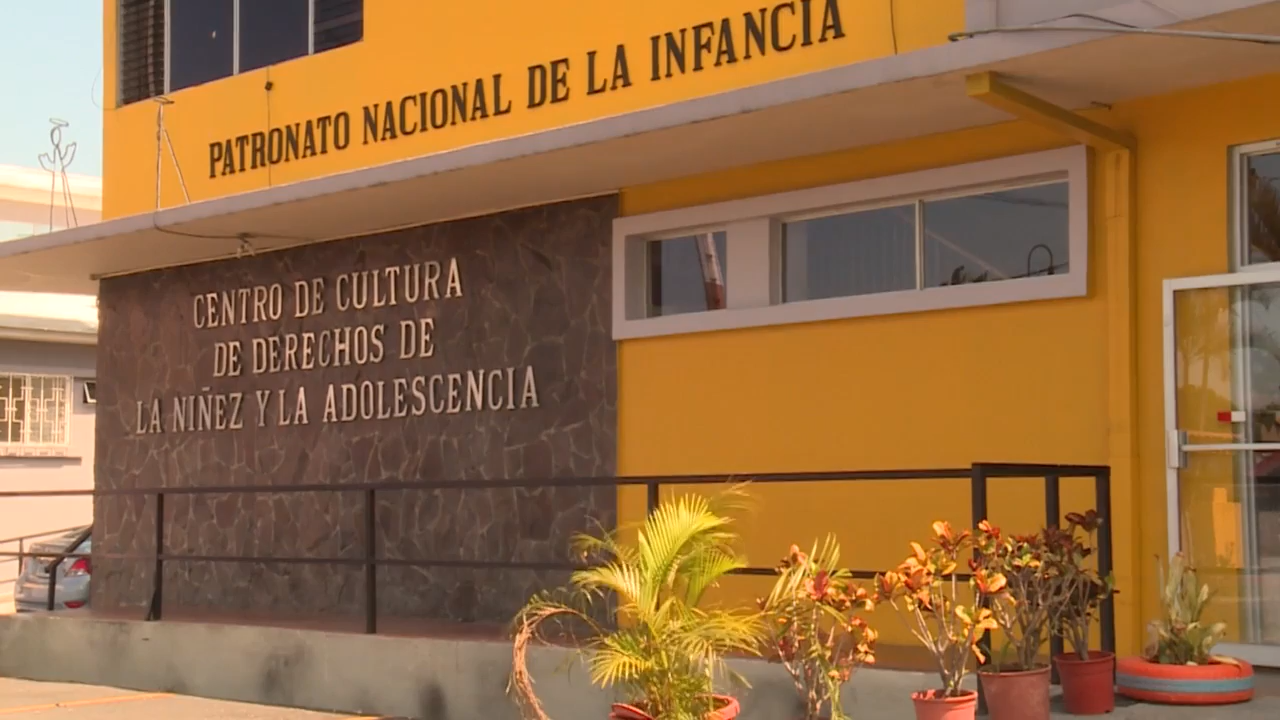 PATRONATO NACIONAL DE LA INFANCIA
CENTRO DE CULTURA
DE DERECHOS DE
LA NIÑEZ Y LA ADOLESCENCIA